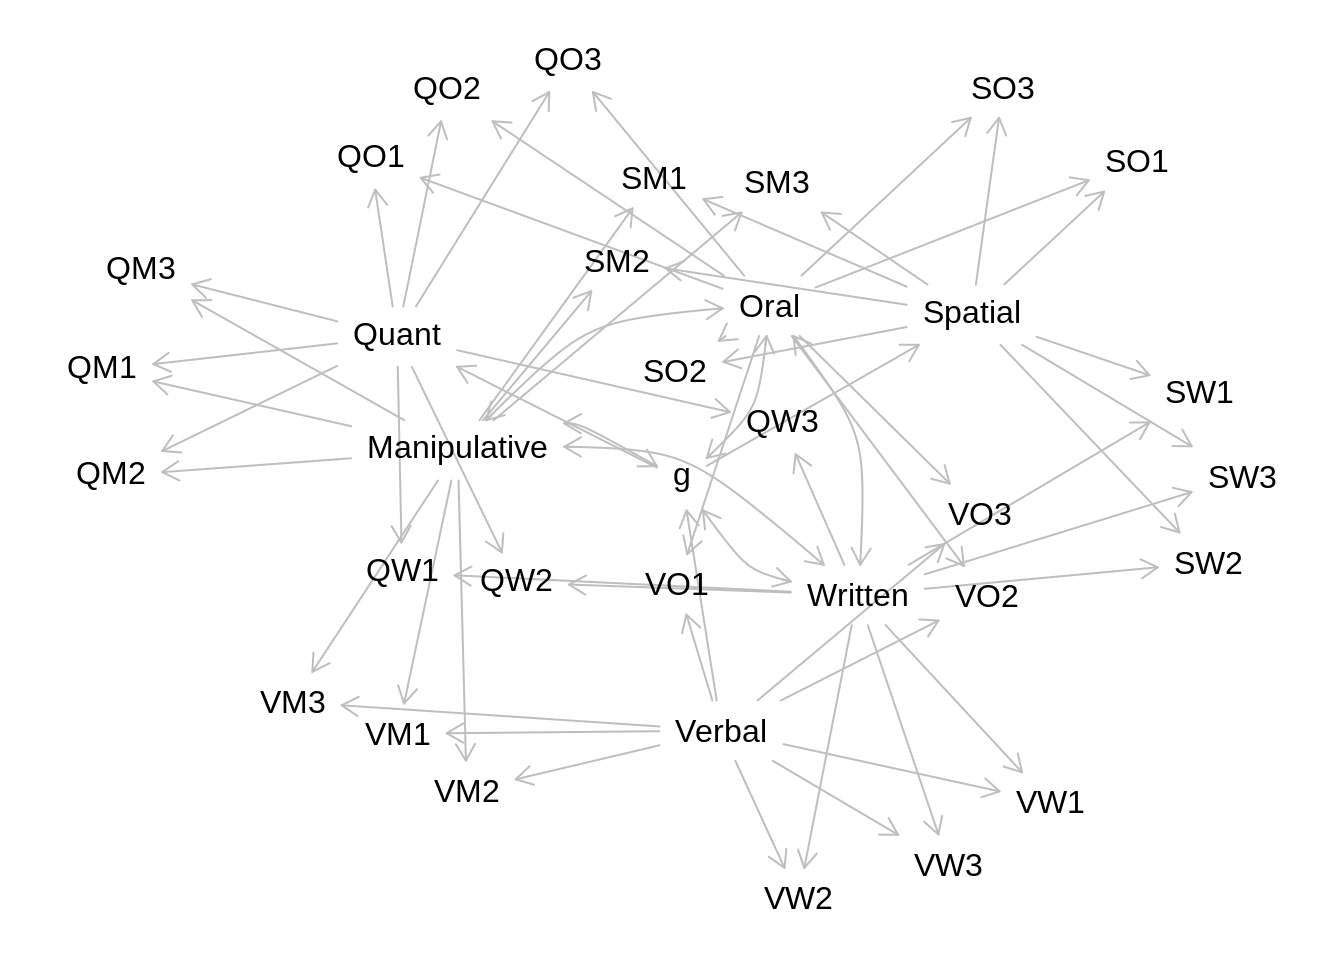 QO3
QO2
SO3
QO1
SO1
SM1
SM3
SM2
QM3
Oral
Spatial
Quant
QM1
SO2
SW1
QW3
Manipulative
QM2
g
SW3
VO3
SW2
QW1
QW2
VO1
Written
VO2
VM3
VM1
Verbal
VM2
VW1
VW3
VW2